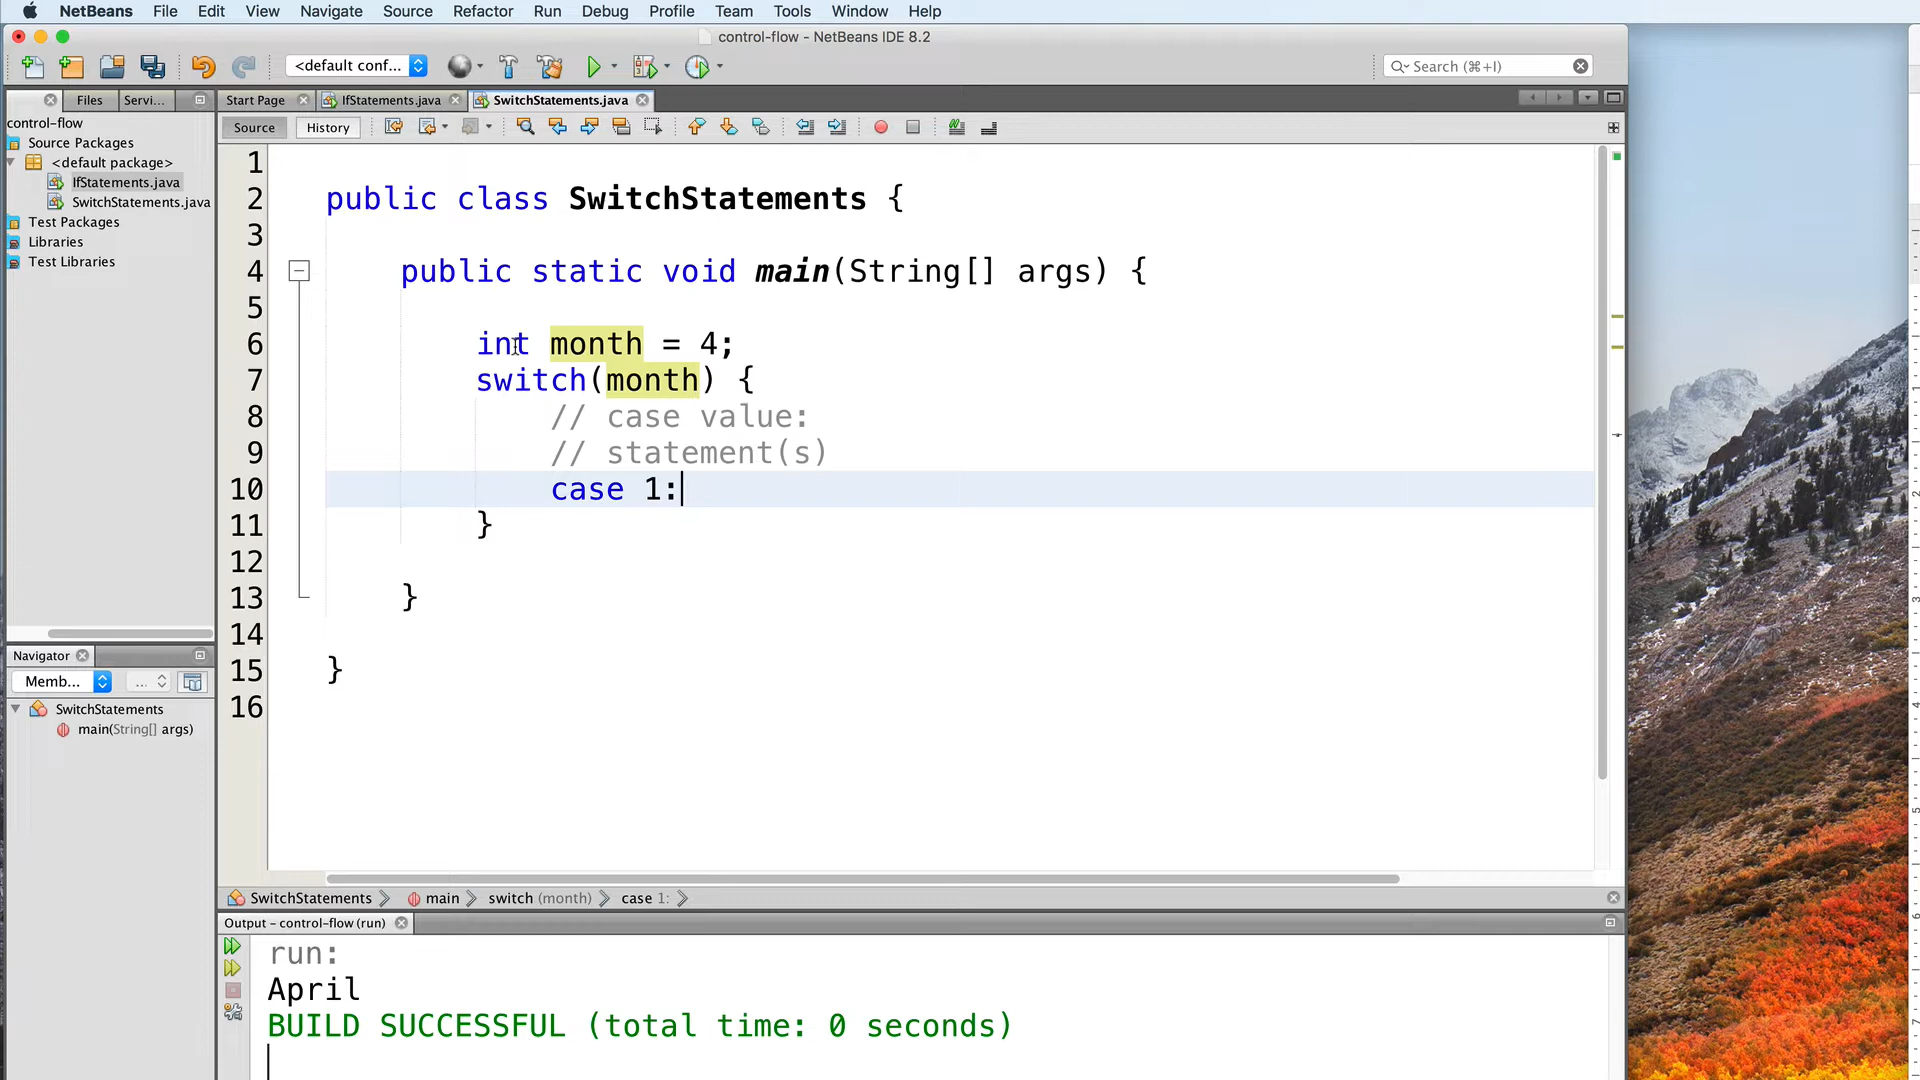 NetBeans File Edit View Navigate Source Refactor Run Debug Profile Team Tools Window Help
control-flow - NetBeans IDE 8.2
<default conf... Search (⌘+I)
Files Servi... Start Page IfStatements.java SwitchStatements.java
control-flow
Source Packages
<default package>
IfStatements.java
SwitchStatements.java
Test Packages
Libraries
Test Libraries
Source History
1
2 public class SwitchStatements {
3
4 public static void main(String[] args) {
5
6 int month = 4;
7 switch(month) {
8 // case value:
9 // statement(s)
10 case 1:
11 }
12
13 }
14
15 }
16
Navigator
Memb... ...
SwitchStatements
main(String[] args)
SwitchStatements main switch (month) case 1:
Output - control-flow (run)
run:
April
BUILD SUCCESSFUL (total time: 0 seconds)